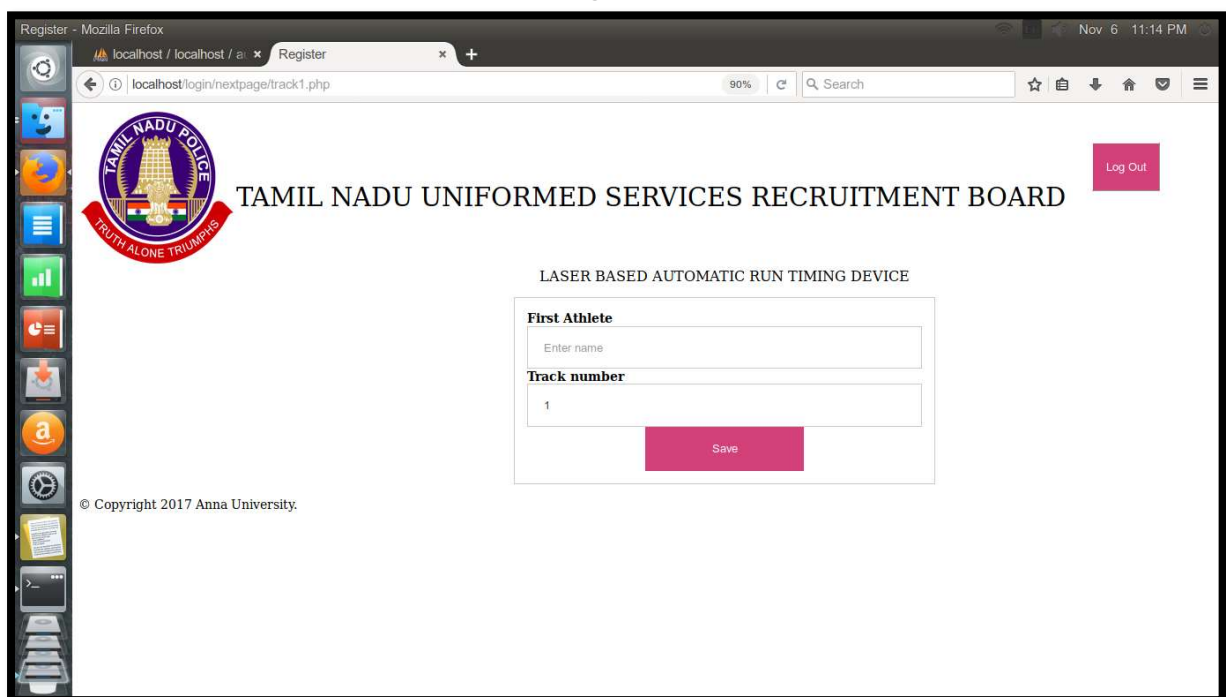 Register - Mozilla Firefox
Nov 6 11:14 PM
localhost / localhost / a
Register
localhost/login/nextpage/track1.php
90%
Search
TAMIL NADU POLICE
TRUTH ALONE TRIUMPHS
Log Out
TAMIL NADU UNIFORMED SERVICES RECRUITMENT BOARD
LASER BASED AUTOMATIC RUN TIMING DEVICE
First Athlete
Enter name
Track number
1
Save
© Copyright 2017 Anna University.